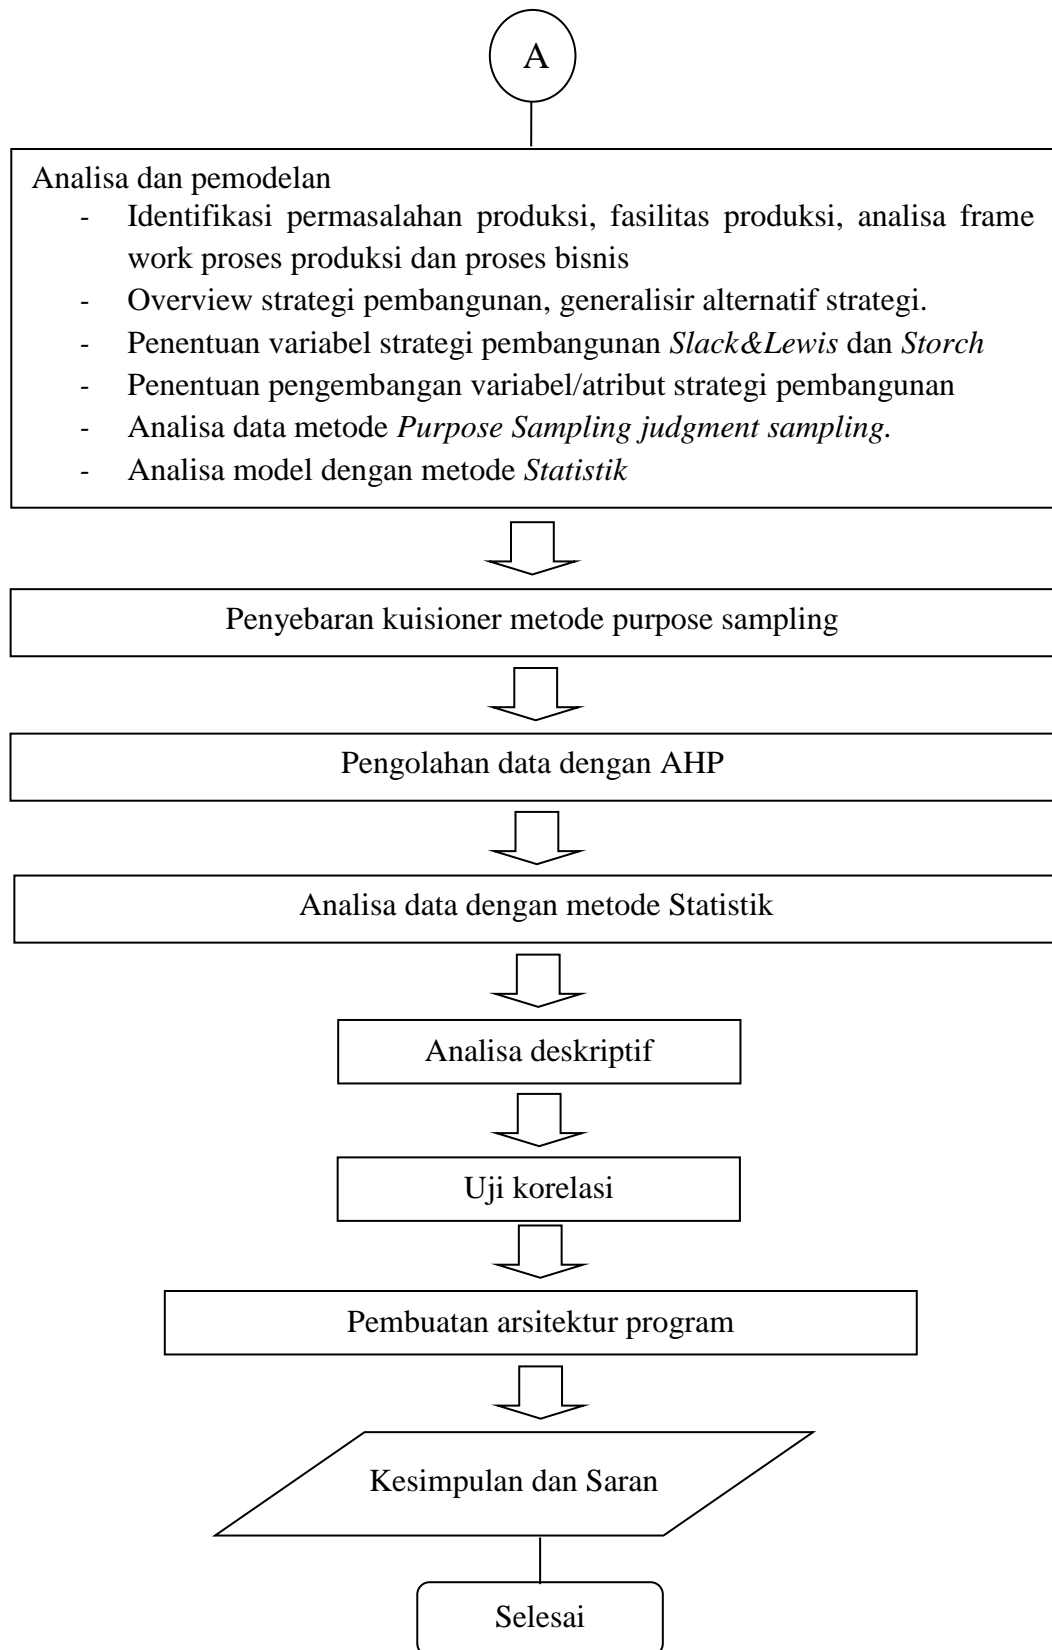 A
Analisa dan pemodelan
- Identifikasi permasalahan produksi, fasilitas produksi, analisa frame
work proses produksi dan proses bisnis
- Overview strategi pembangunan, generalisir alternatif strategi.
- Penentuan variabel strategi pembangunan Slack&Lewis dan Storch
- Penentuan pengembangan variabel/atribut strategi pembangunan
- Analisa data metode Purpose Sampling judgment sampling.
- Analisa model dengan metode Statistik
Penyebaran kuisioner metode purpose sampling
Pengolahan data dengan AHP
Analisa data dengan metode Statistik
Analisa deskriptif
Uji korelasi
Pembuatan arsitektur program
Kesimpulan dan Saran
Selesai